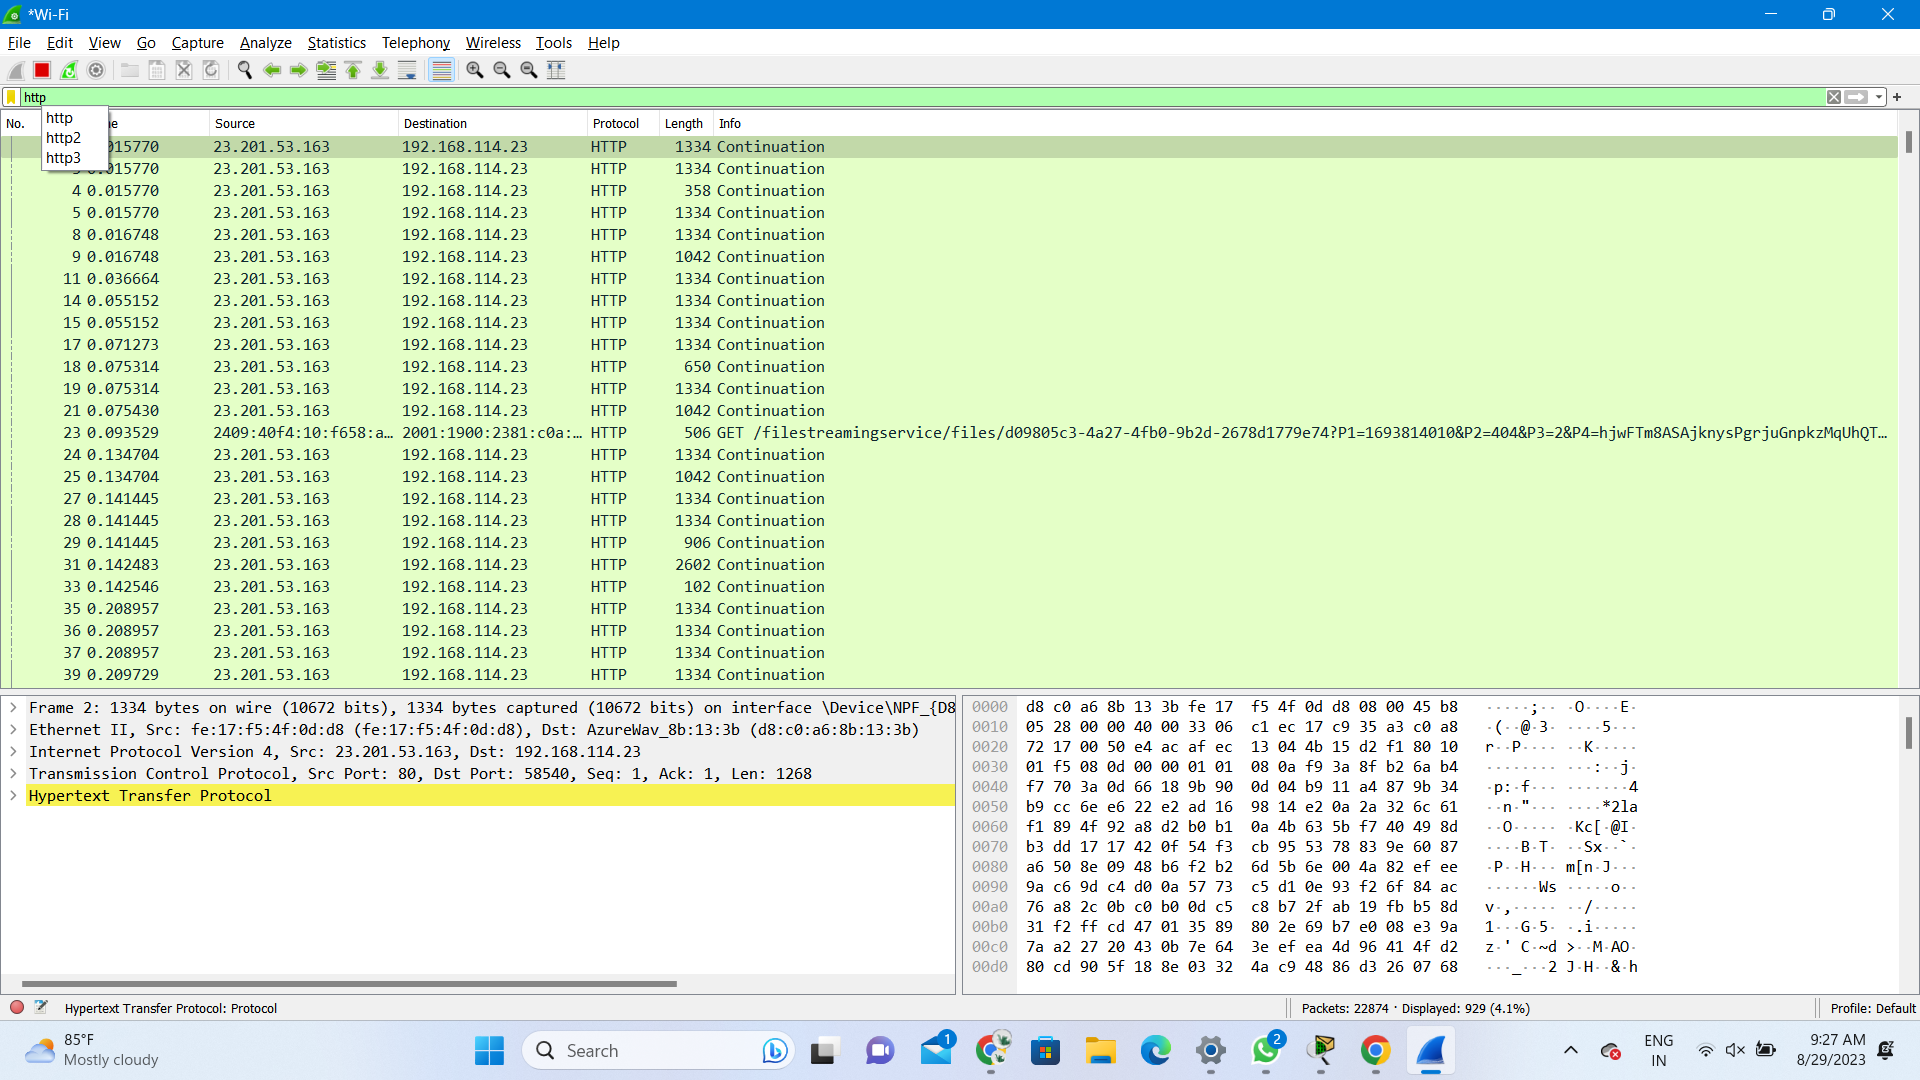 *Wi-Fi
File Edit View Go Capture Analyze Statistics Telephony Wireless Tools Help
http
http
http2
http3
No. Source Destination Protocol Length Info
015770 23.201.53.163 192.168.114.23 HTTP 1334 Continuation
.015770 23.201.53.163 192.168.114.23 HTTP 1334 Continuation
4 0.015770 23.201.53.163 192.168.114.23 HTTP 358 Continuation
5 0.015770 23.201.53.163 192.168.114.23 HTTP 1334 Continuation
8 0.016748 23.201.53.163 192.168.114.23 HTTP 1334 Continuation
9 0.016748 23.201.53.163 192.168.114.23 HTTP 1042 Continuation
11 0.036664 23.201.53.163 192.168.114.23 HTTP 1334 Continuation
14 0.055152 23.201.53.163 192.168.114.23 HTTP 1334 Continuation
15 0.055152 23.201.53.163 192.168.114.23 HTTP 1334 Continuation
17 0.071273 23.201.53.163 192.168.114.23 HTTP 1334 Continuation
18 0.075314 23.201.53.163 192.168.114.23 HTTP 650 Continuation
19 0.075314 23.201.53.163 192.168.114.23 HTTP 1334 Continuation
21 0.075430 23.201.53.163 192.168.114.23 HTTP 1042 Continuation
23 0.093529 2409:40f4:10:f658:a… 2001:1900:2381:c0a:… HTTP 506 GET /filestreamingservice/files/d09805c3-4a27-4fb0-9b2d-2678d1779e74?P1=1693814010&P2=404&P3=2&P4=hjwFTm8ASAjknysPgrjuGnpkzMqUhQT…
24 0.134704 23.201.53.163 192.168.114.23 HTTP 1334 Continuation
25 0.134704 23.201.53.163 192.168.114.23 HTTP 1042 Continuation
27 0.141445 23.201.53.163 192.168.114.23 HTTP 1334 Continuation
28 0.141445 23.201.53.163 192.168.114.23 HTTP 1334 Continuation
29 0.141445 23.201.53.163 192.168.114.23 HTTP 906 Continuation
31 0.142483 23.201.53.163 192.168.114.23 HTTP 2602 Continuation
33 0.142546 23.201.53.163 192.168.114.23 HTTP 102 Continuation
35 0.208957 23.201.53.163 192.168.114.23 HTTP 1334 Continuation
36 0.208957 23.201.53.163 192.168.114.23 HTTP 1334 Continuation
37 0.208957 23.201.53.163 192.168.114.23 HTTP 1334 Continuation
39 0.209729 23.201.53.163 192.168.114.23 HTTP 1334 Continuation
Frame 2: 1334 bytes on wire (10672 bits), 1334 bytes captured (10672 bits) on interface \Device\NPF_{D8
Ethernet II, Src: fe:17:f5:4f:0d:d8 (fe:17:f5:4f:0d:d8), Dst: AzureWav_8b:13:3b (d8:c0:a6:8b:13:3b)
Internet Protocol Version 4, Src: 23.201.53.163, Dst: 192.168.114.23
Transmission Control Protocol, Src Port: 80, Dst Port: 58540, Seq: 1, Ack: 1, Len: 1268
Hypertext Transfer Protocol
0000 d8 c0 a6 8b 13 3b fe 17 f5 4f 0d d8 08 00 45 b8 ·····;·· ·O····E·
0010 05 28 00 00 40 00 33 06 c1 ec 17 c9 35 a3 c0 a8 ·(··@·3· ····5···
0020 72 17 00 50 e4 ac af ec 13 04 4b 15 d2 f1 80 10 r··P···· ··K·····
0030 01 f5 08 0d 00 00 01 01 08 0a f9 3a 8f b2 6a b4 ········ ···:··j·
0040 f7 70 3a 0d 66 18 9b 90 0d 04 b9 11 a4 87 9b 34 ·p:·f··· ·······4
0050 b9 cc 6e e6 22 e2 ad 16 98 14 e2 0a 2a 32 6c 61 ··n·"··· ····*2la
0060 f1 89 4f 92 a8 d2 b0 b1 0a 4b 63 5b f7 40 49 8d ··O····· ·Kc[·@I·
0070 b3 dd 17 17 42 0f 54 f3 cb 95 53 78 83 9e 60 87 ····B·T· ··Sx··`·
0080 a6 50 8e 09 48 b6 f2 b2 6d 5b 6e 00 4a 82 ef ee ·P··H··· m[n·J···
0090 9a c6 9d c4 d0 0a 57 73 c5 d1 0e 93 f2 6f 84 ac ······Ws ·····o··
00a0 76 a8 2c 0b c0 b0 0d c5 c8 b7 2f ab 19 fb b5 8d v·,····· ··/·····
00b0 31 f2 ff cd 47 01 35 89 80 2e 69 b7 e0 08 e3 9a 1···G·5· ·.i·····
00c0 7a a2 27 20 43 0b 7e 64 3e ef ea 4d 96 41 4f d2 z·' C·~d >··M·AO·
00d0 80 cd 90 5f 18 8e 03 32 4a c9 48 86 d3 26 07 68 ···_···2 J·H··&·h
Hypertext Transfer Protocol: Protocol Packets: 22874 · Displayed: 929 (4.1%) Profile: Default
85°F
Mostly cloudy
Search
1
2
ENG
IN
9:27 AM
8/29/2023